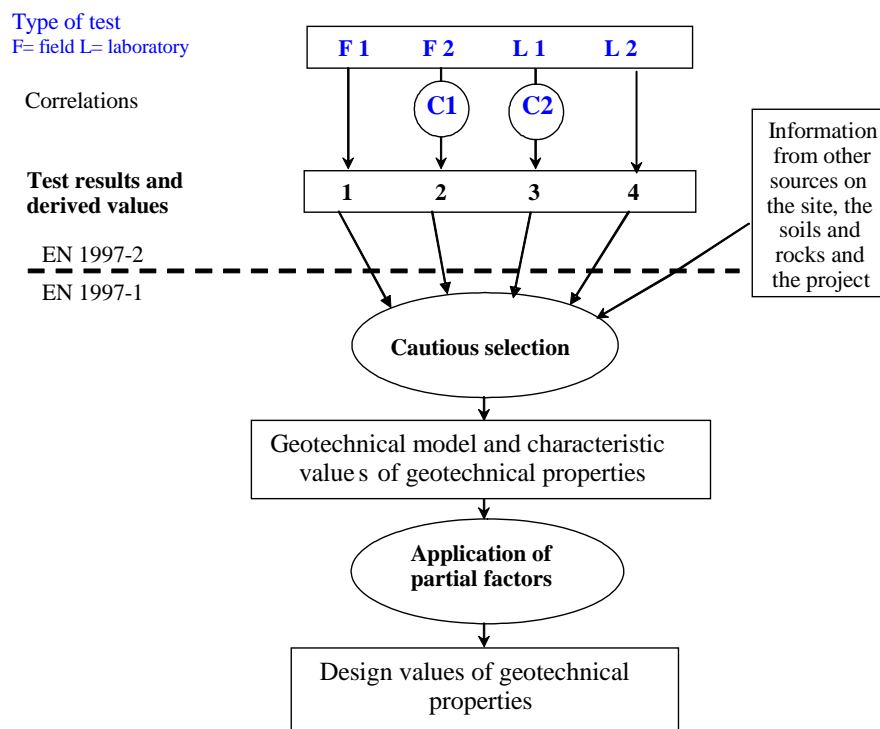 Type of test
F= field L= laboratory
F 1 F 2 L 1 L 2
Correlations
C1 C2
Information
from other
sources on
the site, the
soils and
rocks and
the project
Test results and
derived values
1 2 3 4
EN 1997-2
EN 1997-1
Cautious selection
Geotechnical model and characteristic
values of geotechnical properties
Application of
partial factors
Design values of geotechnical
properties